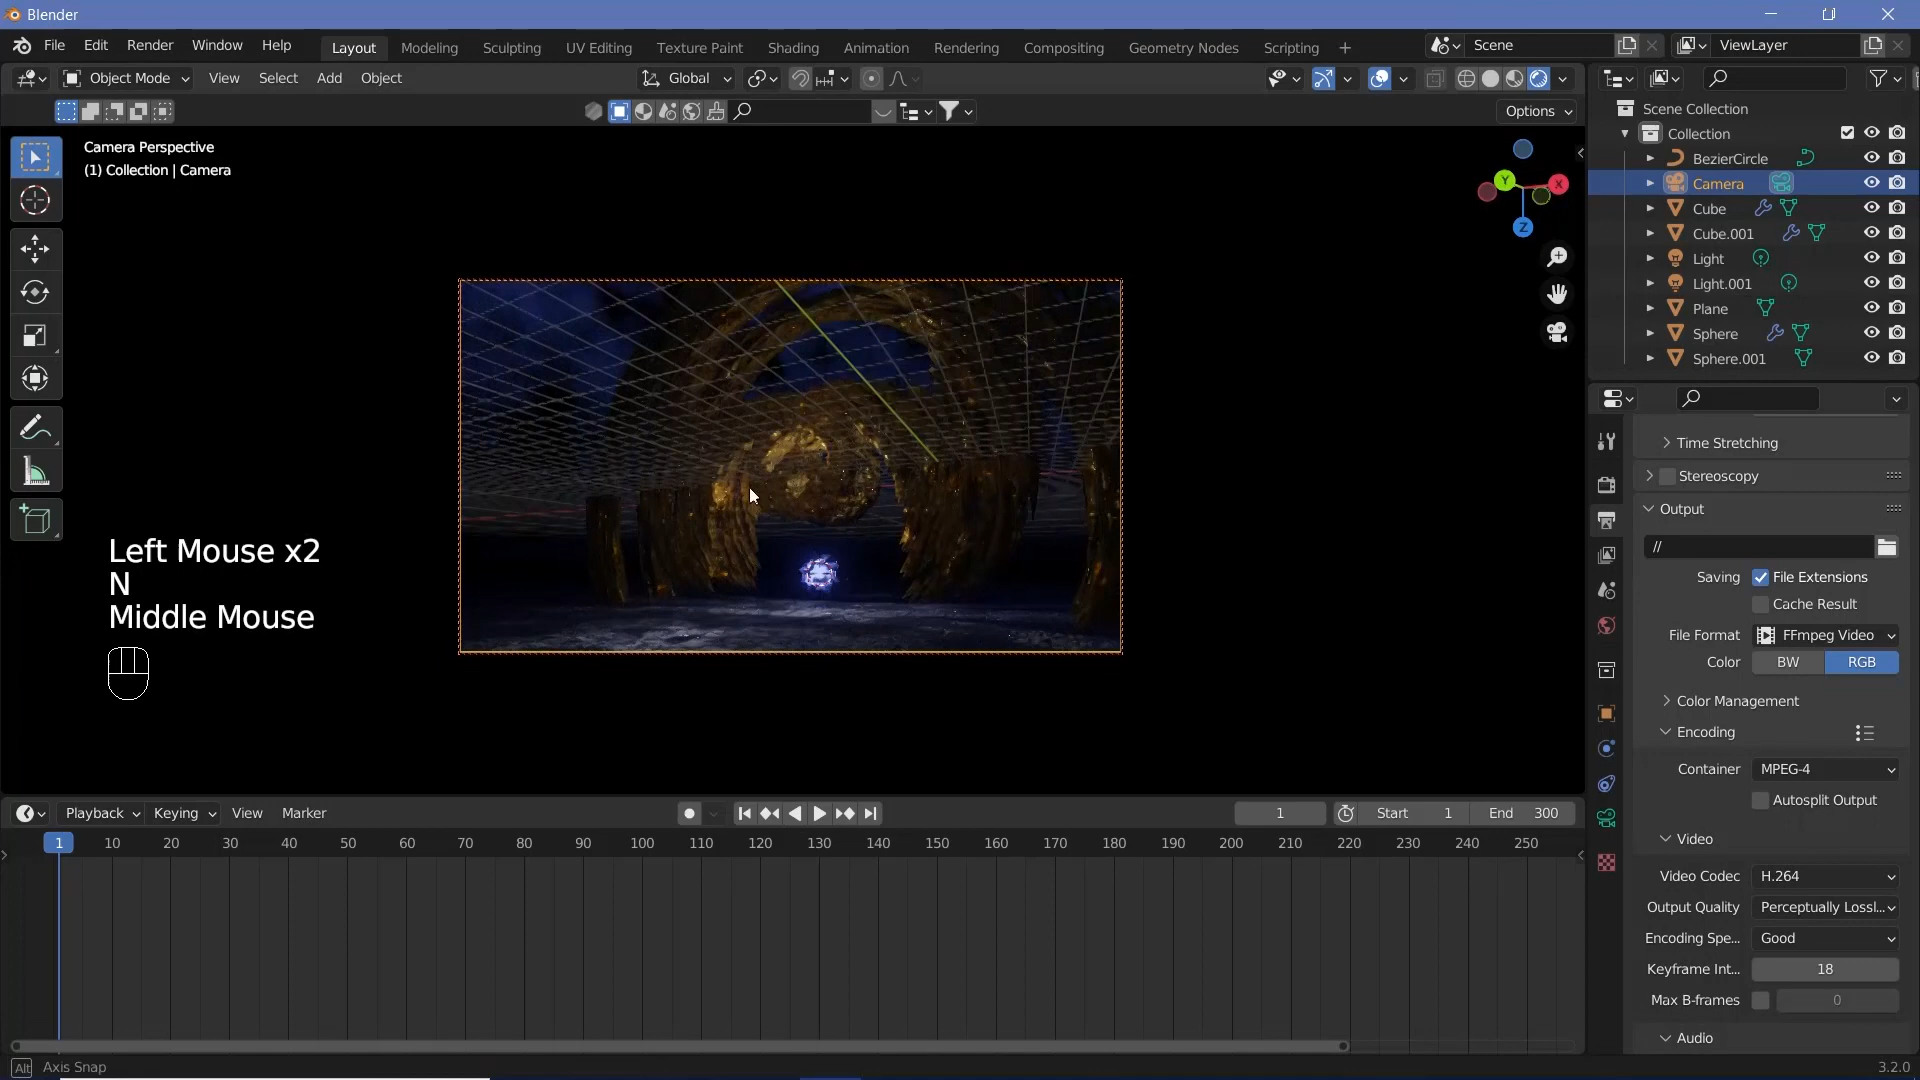 Blender
File Edit Render Window Help Layout Modeling Sculpting UV Editing Texture Paint Shading Animation Rendering Compositing Geometry Nodes Scripting + Scene ViewLayer
Object Mode View Select Add Object Global
Options
Camera Perspective
(1) Collection | Camera
X
Y
Z
Left Mouse x2
N
Middle Mouse
Scene Collection
Collection
BezierCircle
Camera
Cube
Cube.001
Light
Light.001
Plane
Sphere
Sphere.001
Time Stretching
Stereoscopy
Output
//
Saving File Extensions
Cache Result
File Format FFmpeg Video
Color BW RGB
Color Management
Encoding
Container MPEG-4
Autosplit Output
Video
Video Codec H.264
Output Quality Perceptually Lossl...
Encoding Spe... Good
Keyframe Int... 18
Max B-frames 0
Audio
Playback Keying View Marker 1 Start 1 End 300
1 10 20 30 40 50 60 70 80 90 100 110 120 130 140 150 160 170 180 190 200 210 220 230 240 250
Alt Axis Snap 3.2.0